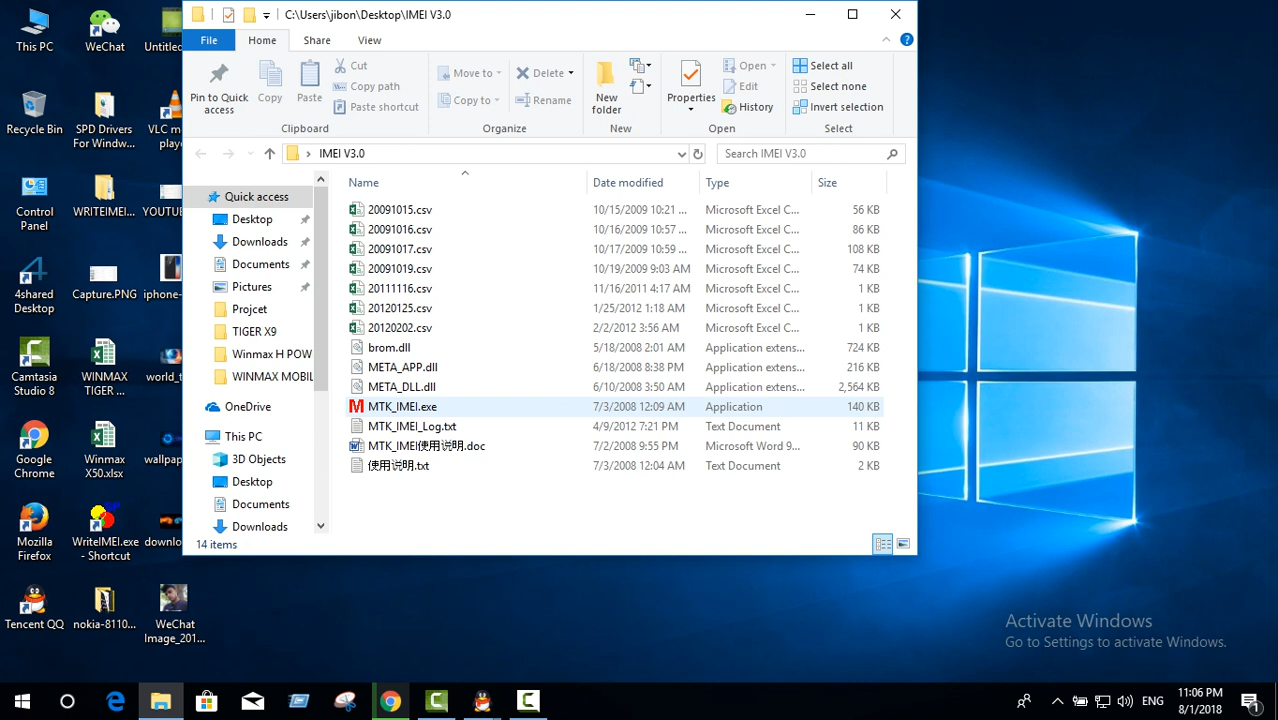 This PC
WeChat
Untitled
Recycle Bin
SPD Drivers
For Windw...
VLC m
playe
Control
Panel
WRITEIMEI...
YOUTUB
4shared
Desktop
Capture.PNG
iphone-
Camtasia
Studio 8
WINMAX
TIGER ...
world_t
Google
Chrome
Winmax
X50.xlsx
wallpap
Mozilla
Firefox
WriteIMEI.exe
- Shortcut
downlo
Tencent QQ
nokia-8110...
WeChat
Image_201...
C:\Users\jibon\Desktop\IMEI V3.0
File
Home
Share
View
Pin to Quick
access
Copy
Paste
Cut
Copy path
Paste shortcut
Clipboard
Move to
Copy to
Delete
Rename
Organize
New
folder
New
Properties
Open
Edit
History
Open
Select all
Select none
Invert selection
Select
IMEI V3.0
Search IMEI V3.0
Quick access
Desktop
Downloads
Documents
Pictures
Projet
TIGER X9
Winmax H POW
WINMAX MOBIL
OneDrive
This PC
3D Objects
Desktop
Documents
Downloads
Name Date modified Type Size
20091015.csv 10/15/2009 10:21 ... Microsoft Excel C... 56 KB
20091016.csv 10/16/2009 10:57 ... Microsoft Excel C... 86 KB
20091017.csv 10/17/2009 10:59 ... Microsoft Excel C... 108 KB
20091019.csv 10/19/2009 9:03 AM Microsoft Excel C... 74 KB
20111116.csv 11/16/2011 4:17 AM Microsoft Excel C... 1 KB
20120125.csv 1/25/2012 1:18 AM Microsoft Excel C... 1 KB
20120202.csv 2/2/2012 3:56 AM Microsoft Excel C... 1 KB
brom.dll 5/18/2008 2:01 AM Application extens... 724 KB
META_APP.dll 6/18/2008 8:38 PM Application extens... 216 KB
META_DLL.dll 6/10/2008 3:50 AM Application extens... 2,564 KB
MTK_IMEI.exe 7/3/2008 12:09 AM Application 140 KB
MTK_IMEI_Log.txt 4/9/2012 7:21 PM Text Document 11 KB
MTK_IMEI使用说明.doc 7/2/2008 9:55 PM Microsoft Word 9... 90 KB
使用说明.txt 7/3/2008 12:04 AM Text Document 2 KB
14 items
Activate Windows
Go to Settings to activate Windows.
ENG
11:06 PM
8/1/2018